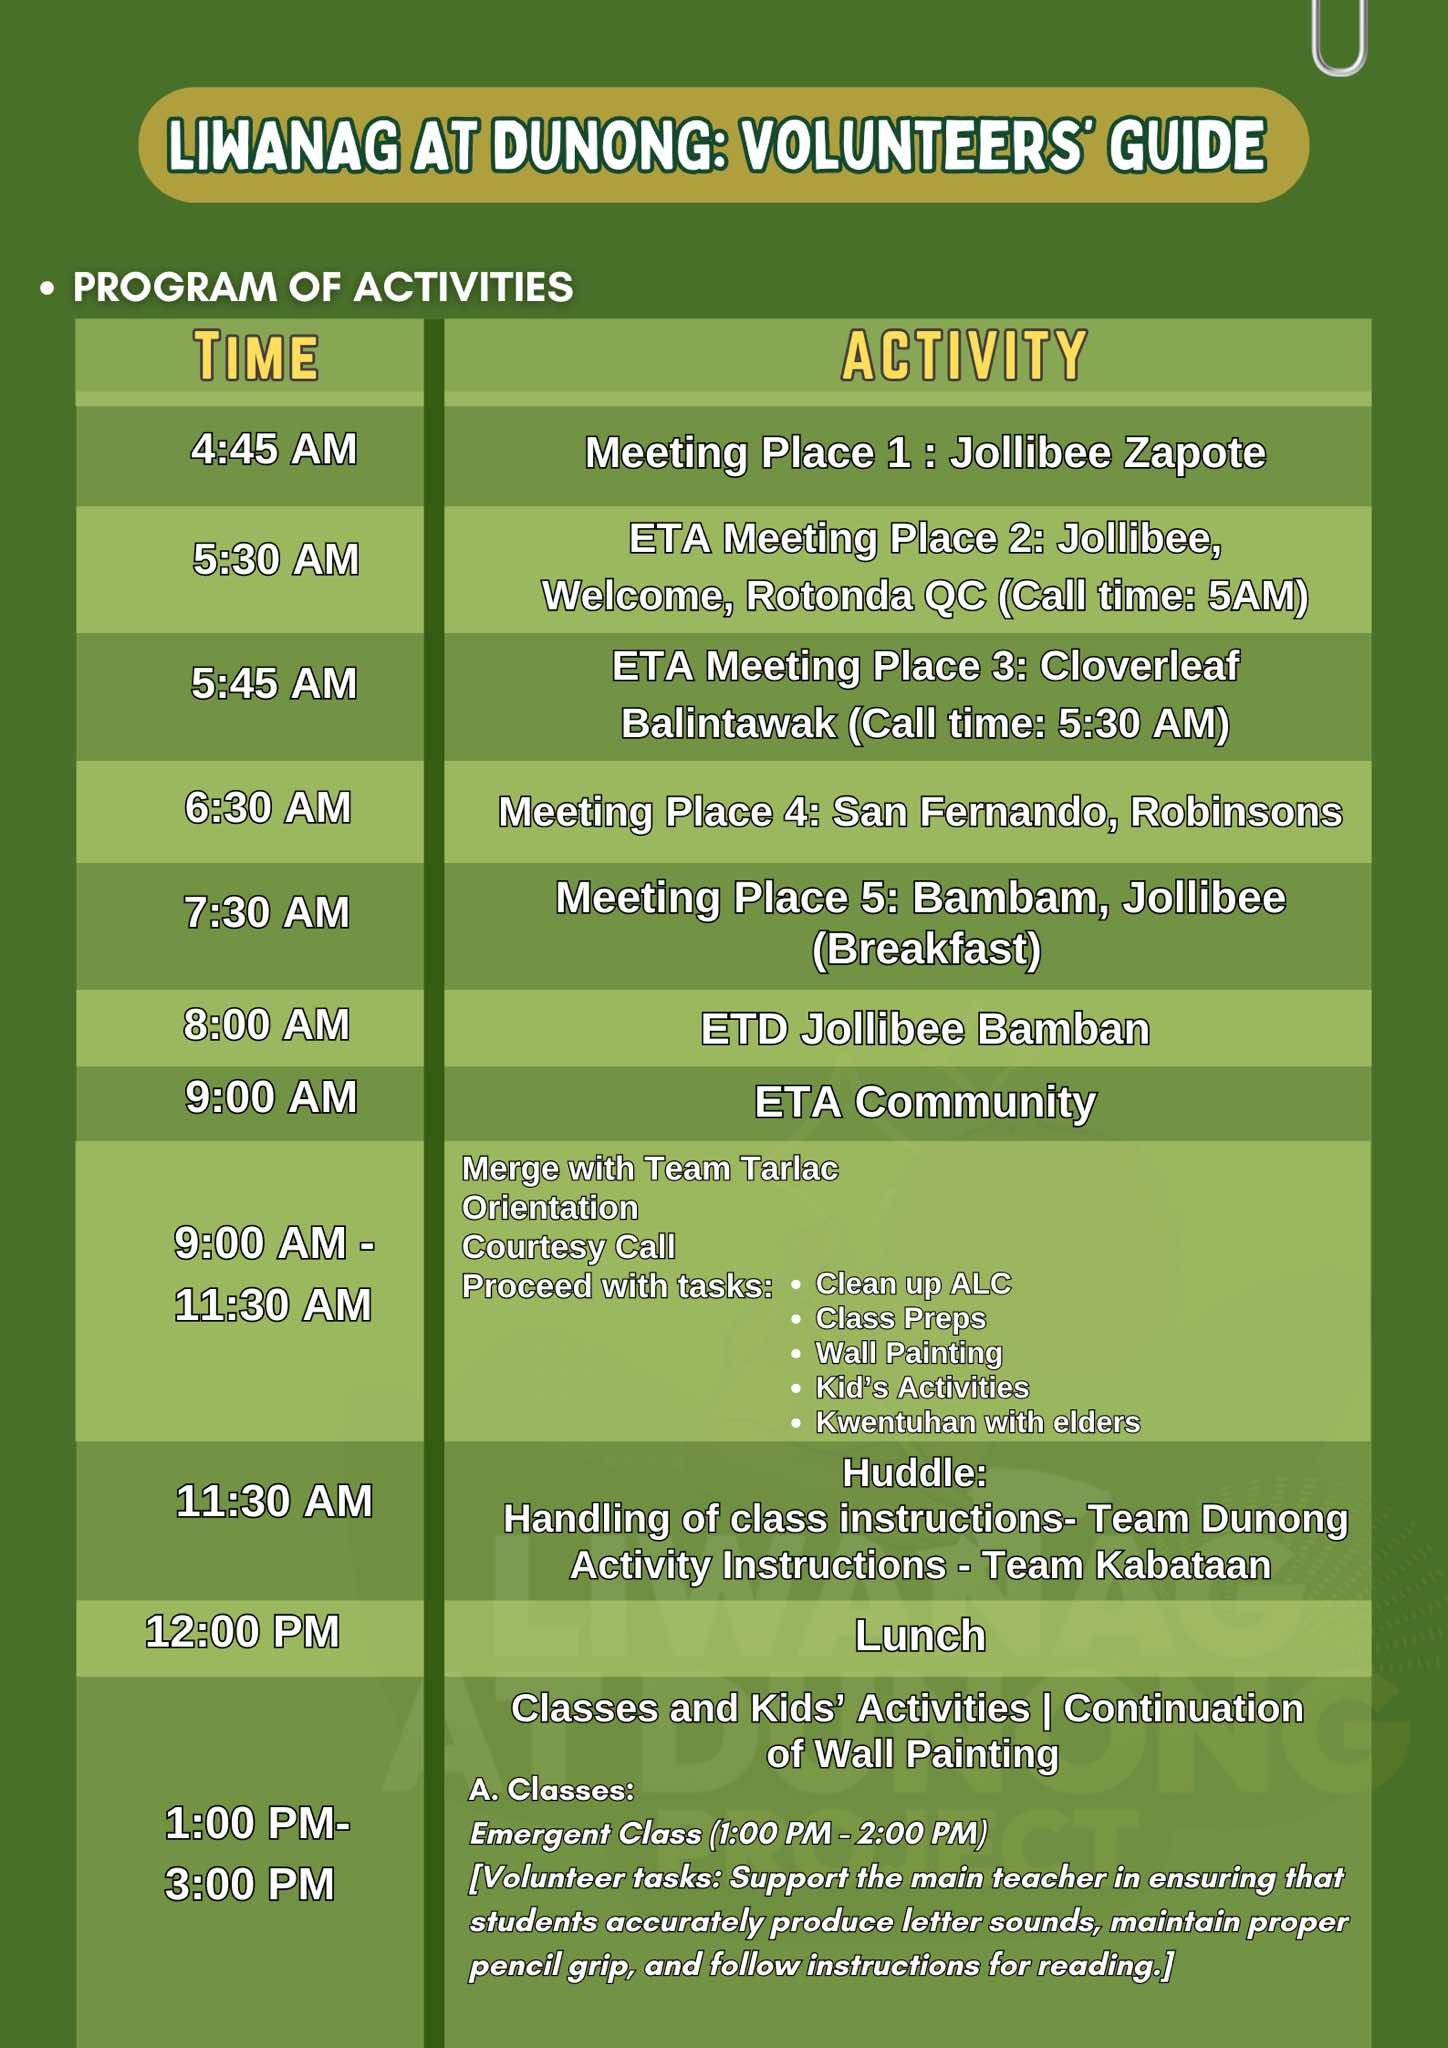 LIWANAG AT DUNONG: VOLUNTEERS' GUIDE
• PROGRAM OF ACTIVITIES
TIME ACTIVITY
4:45 AM Meeting Place 1 : Jollibee Zapote
5:30 AM
ETA Meeting Place 2: Jollibee,
Welcome, Rotonda QC (Call time: 5AM)
5:45 AM
ETA Meeting Place 3: Cloverleaf
Balintawak (Call time: 5:30 AM)
6:30 AM Meeting Place 4: San Fernando, Robinsons
7:30 AM
Meeting Place 5: Bambam, Jollibee
(Breakfast)
8:00 AM ETD Jollibee Bamban
9:00 AM ETA Community
9:00 AM -
11:30 AM
Merge with Team Tarlac
Orientation
Courtesy Call
Proceed with tasks: • Clean up ALC
• Class Preps
• Wall Painting
• Kid's Activities
• Kwentuhan with elders
11:30 AM
Huddle:
Handling of class instructions- Team Dunong
Activity Instructions - Team Kabataan
12:00 PM Lunch
1:00 PM-
3:00 PM
Classes and Kids' Activities | Continuation
of Wall Painting
A. Classes:
Emergent Class (1:00 PM - 2:00 PM)
[Volunteer tasks: Support the main teacher in ensuring that
students accurately produce letter sounds, maintain proper
pencil grip, and follow instructions for reading.]
LIWANAG
AT DUNONG
PROJECT